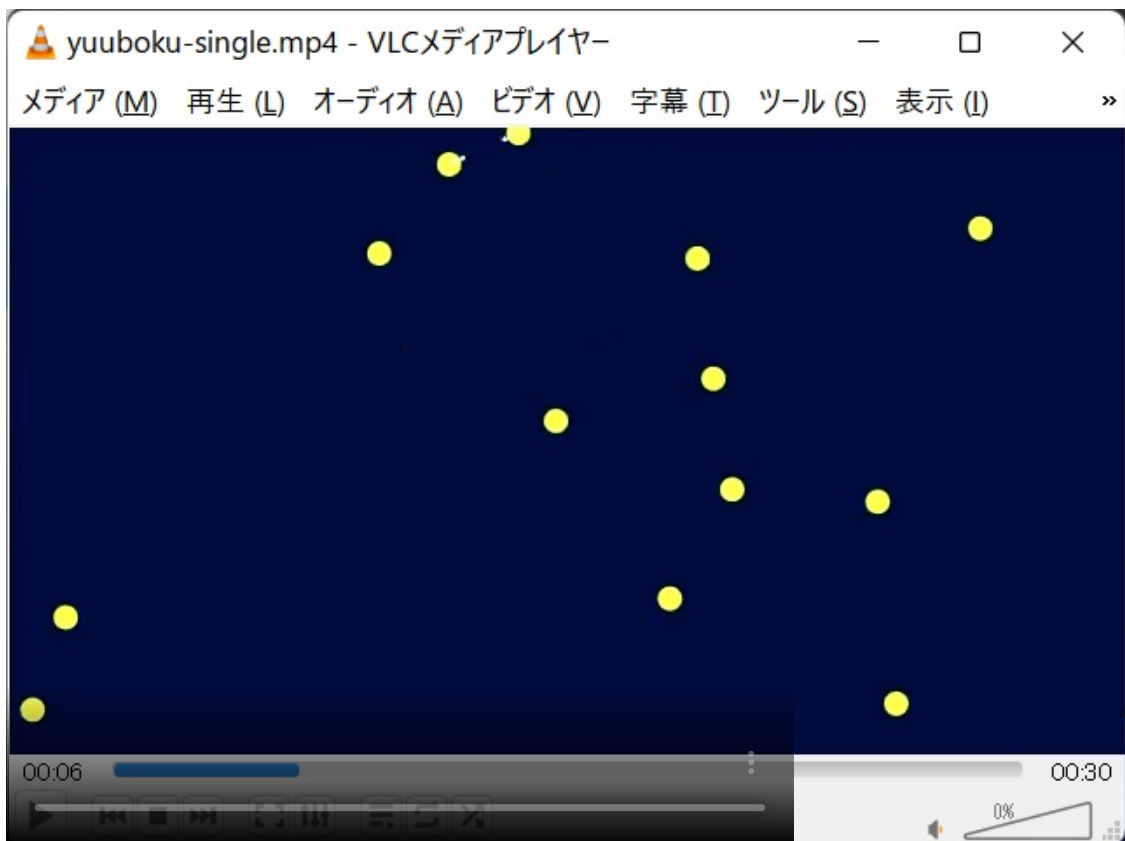 yuuboku-single.mp4 - VLCメディアプレイヤー
メディア (M) 再生 (L) オーディオ (A) ビデオ (V) 字幕 (T) ツール (S) 表示 (I) »
00:06 00:30
0%